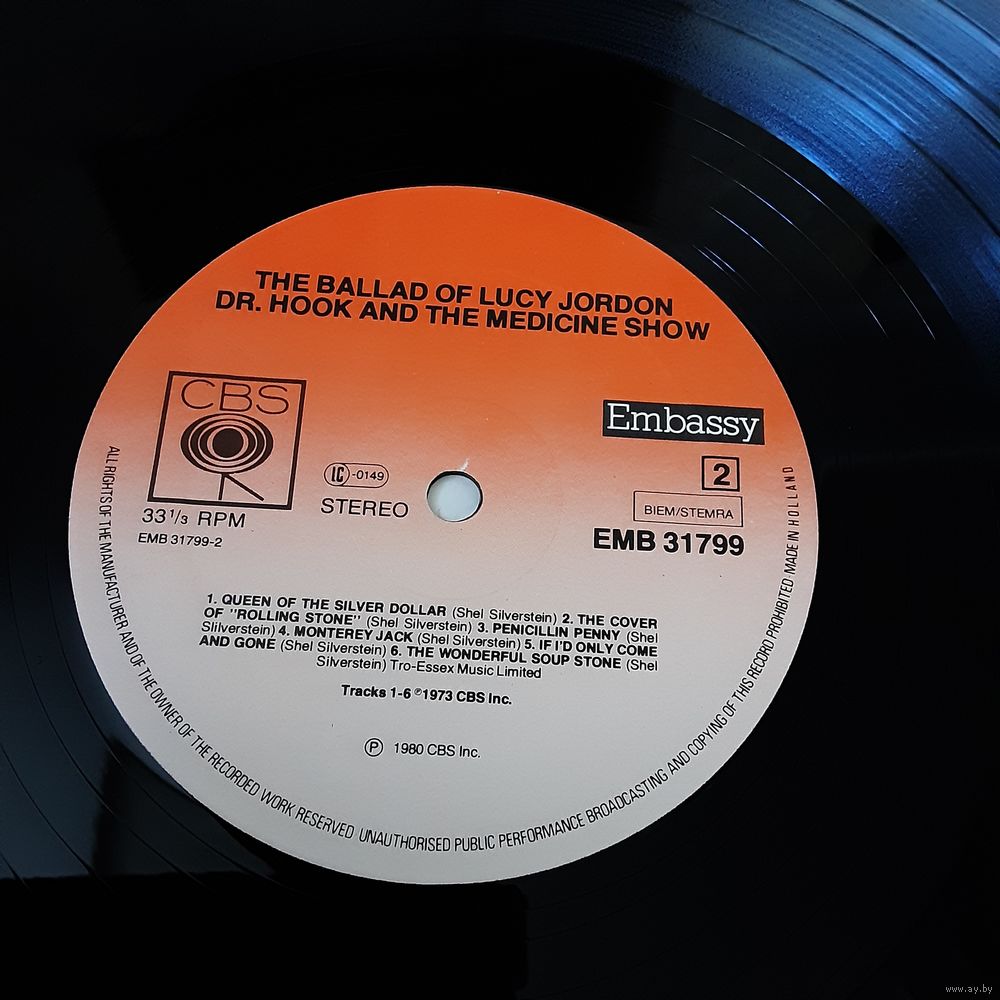 THE BALLAD OF LUCY JORDON
DR. HOOK AND THE MEDICINE SHOW
CBS
Embassy
IC -0149
2
STEREO
BIEM/STEMRA
33 1/3 RPM
EMB 31799
EMB 31799-2
1. QUEEN OF THE SILVER DOLLAR (Shel Silverstein) 2. THE COVER
OF "ROLLING STONE" (Shel Silverstein) 3. PENICILLIN PENNY (Shel
Slilverstein) 4. MONTEREY JACK (Shel Silverstein) 5. IF I'D ONLY COME
AND GONE (Shel Silverstein) 6. THE WONDERFUL SOUP STONE (Shel
Silverstein) Tro-Essex Music Limited
Tracks 1-6 ℗1973 CBS Inc.
℗ 1980 CBS Inc.
ALL RIGHTS OF THE MANUFACTURER AND OF THE OWNER OF THE RECORDED WORK RESERVED UNAUTHORISED PUBLIC PERFORMANCE BROADCASTING AND COPYING OF THIS RECORD PROHIBITED MADE IN HOLLAND
www.ay.by